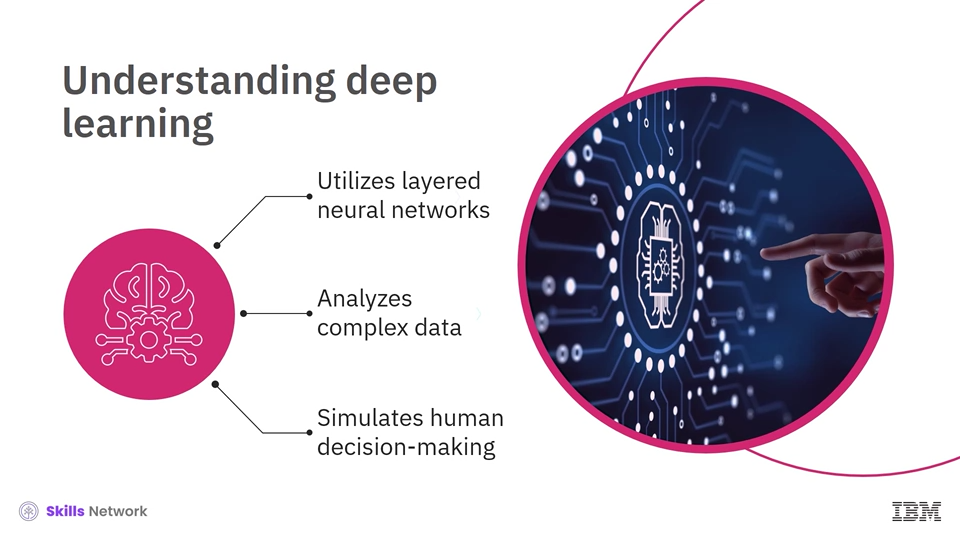 Understanding deep
learning
Utilizes layered
neural networks
Analyzes
complex data
Simulates human
decision-making
Skills Network
IBM